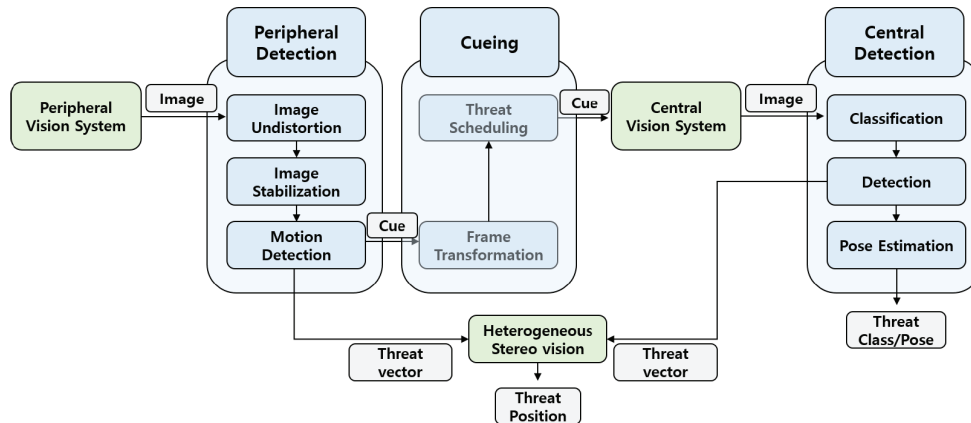 Peripheral
Detection
Cueing
Central
Detection
Peripheral
Vision System
Image
Image
Undistortion
Image
Stabilization
Motion
Detection
Cue
Threat
Scheduling
Frame
Transformation
Cue
Central
Vision System
Image
Classification
Detection
Pose Estimation
Threat
Class/Pose
Heterogeneous
Stereo vision
Threat
vector
Threat
vector
Threat
Position